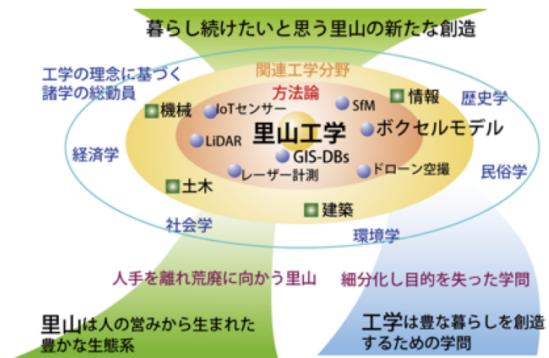 暮らし続けたいと思う里山の新たな創造
工学の理念に基づく
諸学の総動員
関連工学分野
方法論
機械
IoTセンサー
SfM
情報
歴史学
里山工学
ボクセルモデル
LiDAR
GIS-DBs
経済学
レーザー計測
ドローン空撮
民俗学
土木
建築
社会学
環境学
人手を離れ荒廃に向かう里山
細分化し目的を失った学問
里山は人の営みから生まれた
豊かな生態系
工学は豊な暮らしを創造
するための学問